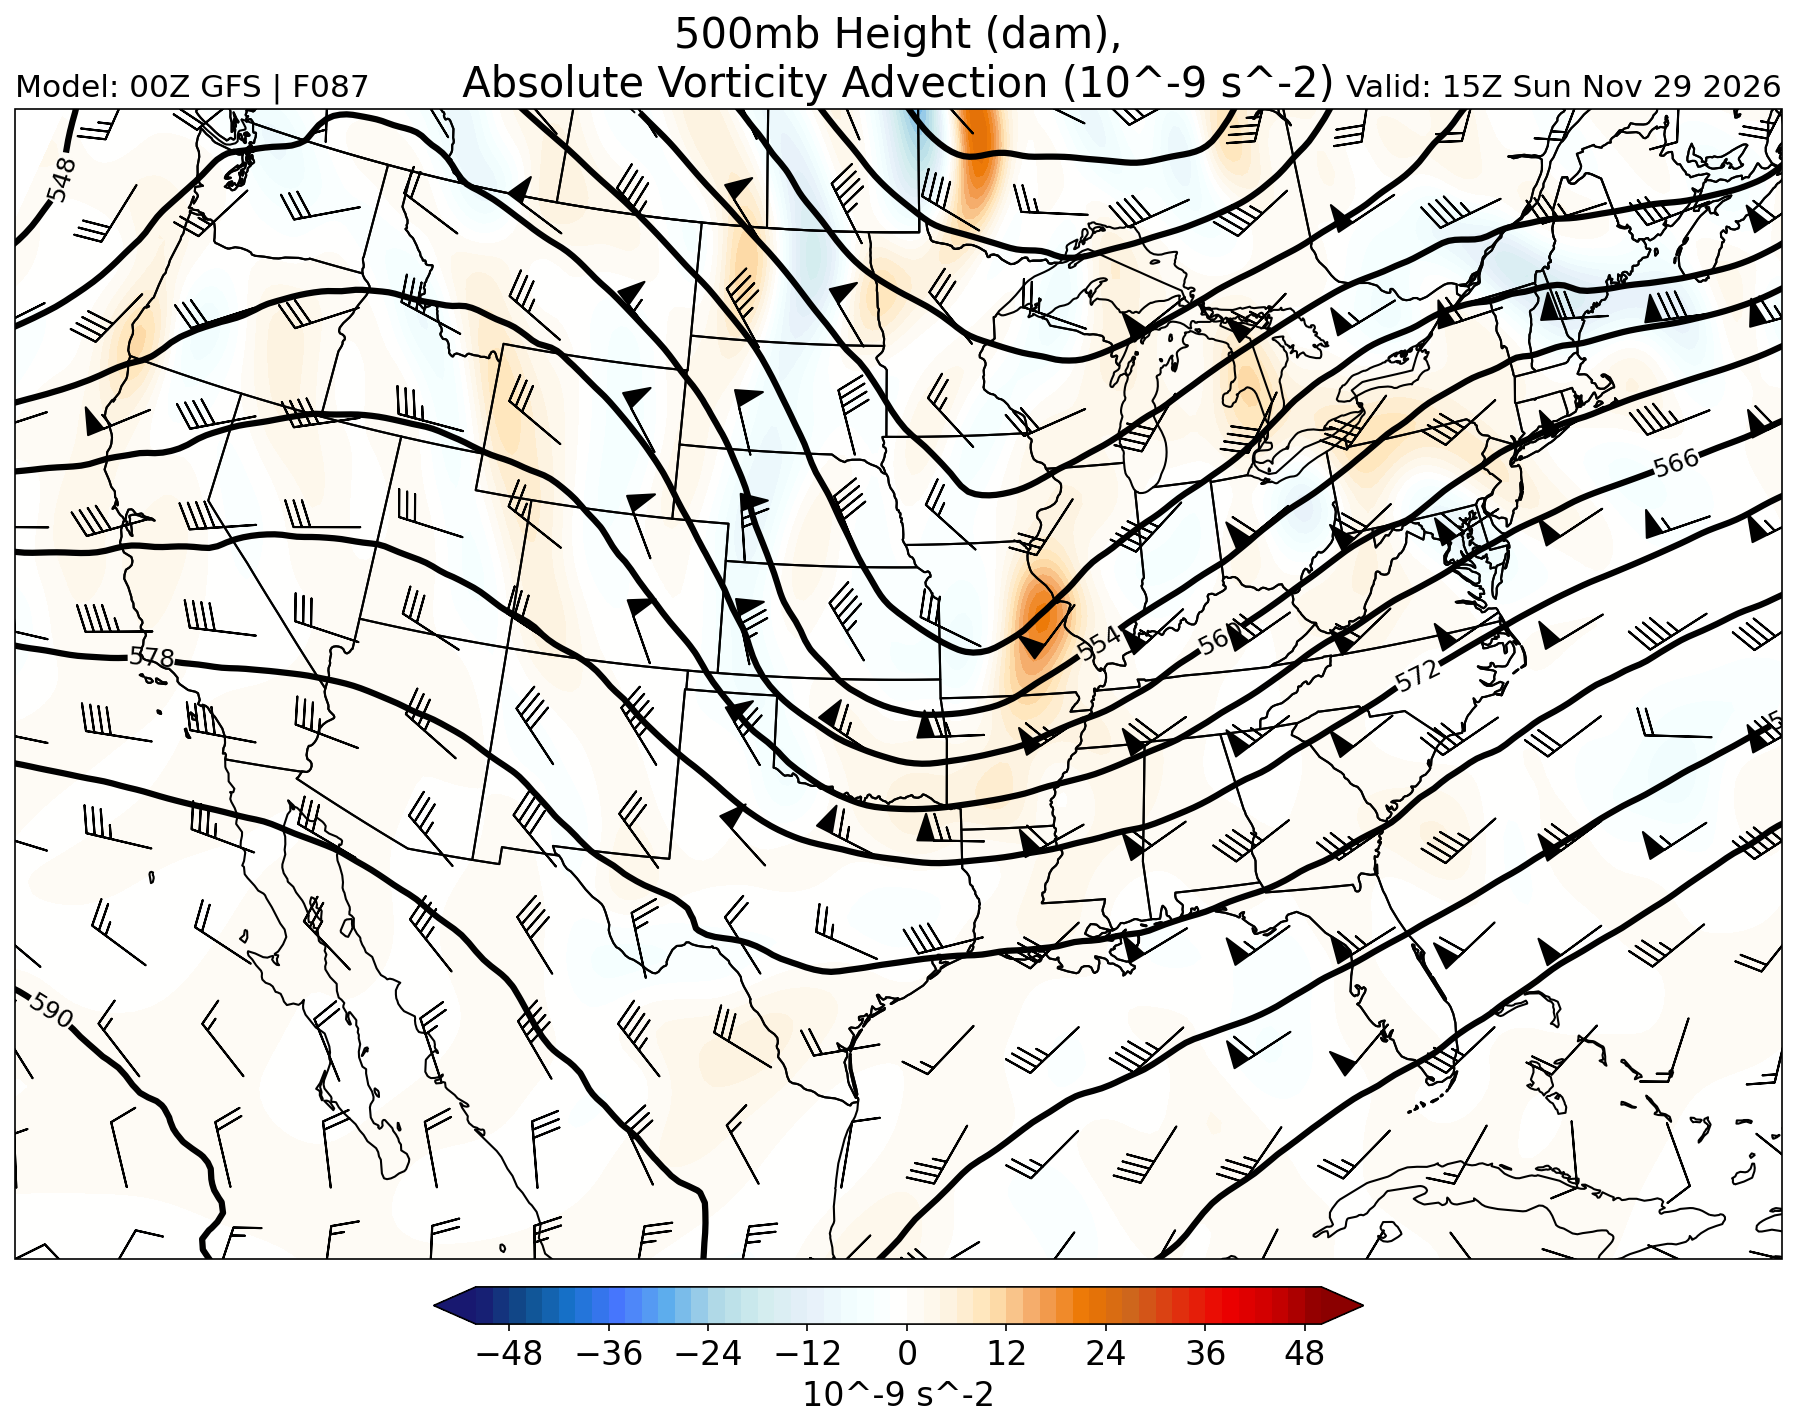 500mb Height (dam),
Model: 00Z GFS | F087
Absolute Vorticity Advection (10^-9 s^-2)
Valid: 15Z Sun Nov 29 2026
548
566
554
572
578
590
−48 −36 −24 −12 0 12 24 36 48
10^-9 s^-2